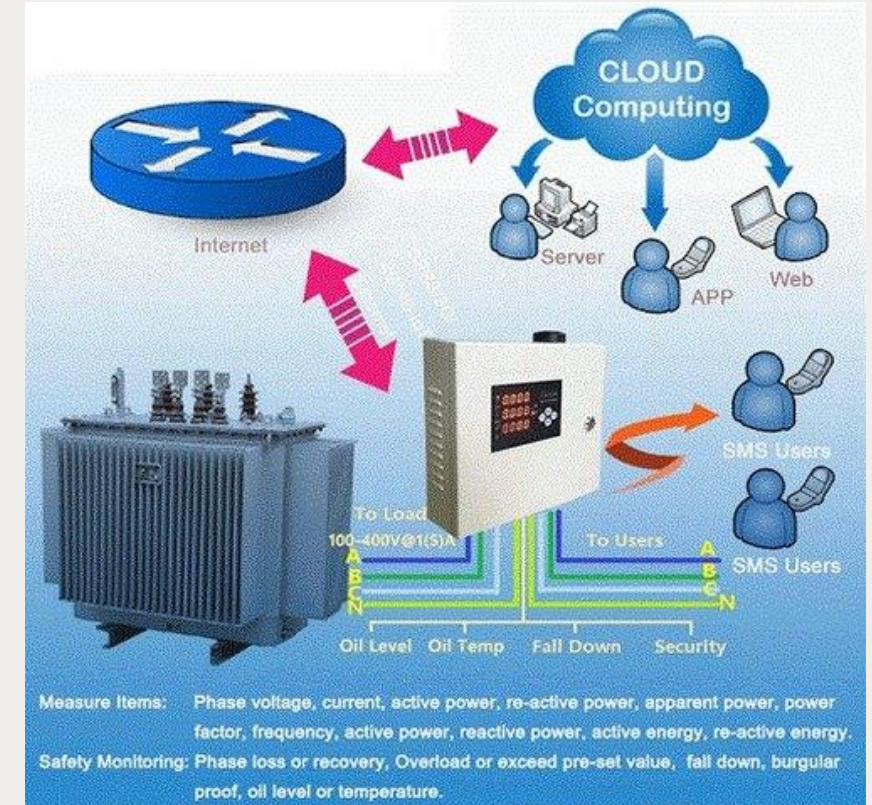 CLOUD
Computing
Internet
Server
APP
Web
SMS Users
To Load
100-400V@1(S)A
To Users
SMS Users
A
B
C
N
A
B
C
N
Oil Level Oil Temp Fall Down Security
Measure Items: Phase voltage, current, active power, re-active power, apparent power, power
factor, frequency, active power, reactive power, active energy, re-active energy.
Safety Monitoring: Phase loss or recovery, Overload or exceed pre-set value, fall down, burgular
proof, oil level or temperature.